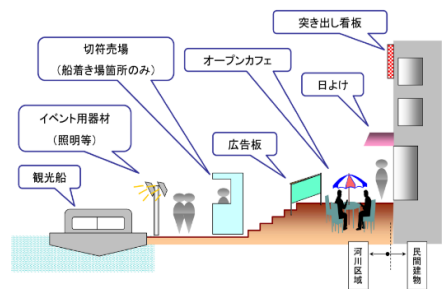 突き出し看板
切符売場
(船着き場箇所のみ)
オープンカフェ
日よけ
イベント用器材
(照明等)
広告板
観光船
河川区域
民間建物